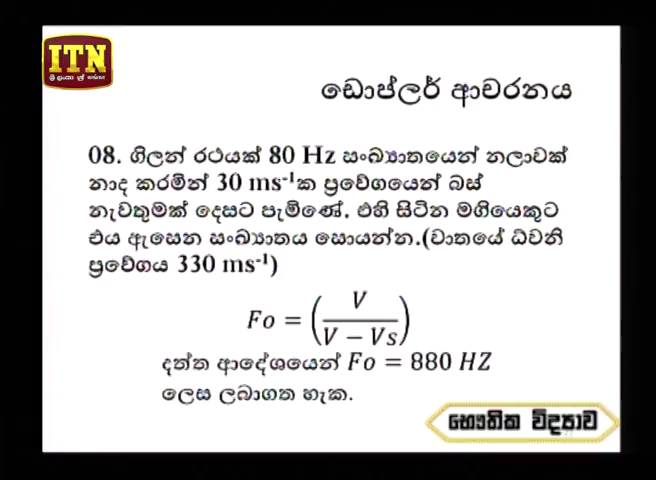 ITN
ඩොප්ලර් ආචරනය
08. ගිලන් රථයක් 80 Hz සංඛ්‍යාතයෙන් නලාවක්
නාද කරමින් 30 ms⁻¹ක ප්‍රවේගයෙන් බස්
නැවතුමක් දෙසට පැමිණේ. එහි සිටින මගියෙකුට
එය ඇසෙන සංඛ්‍යාතය සොයන්න.(වාතයේ ධ්වනි
ප්‍රවේගය 330 ms⁻¹)
Fo = (V / V − Vs)
දත්ත ආදේශයෙන් Fo = 880 HZ
ලෙස ලබාගත හැක.
භෞතික විද්‍යාව